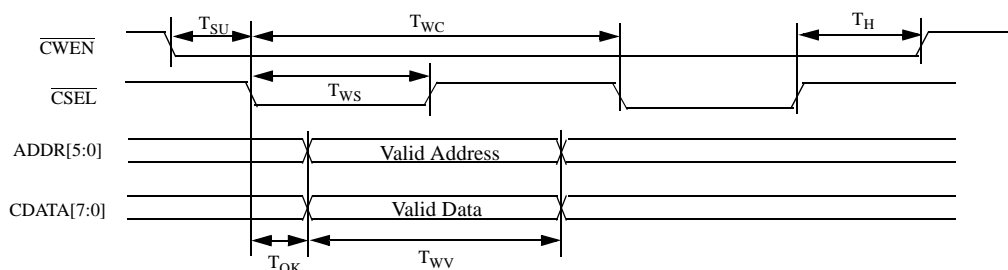 T_SU T_WC T_H
CWEN
T_WS
CSEL
ADDR[5:0] Valid Address
CDATA[7:0] Valid Data
T_OK T_WV